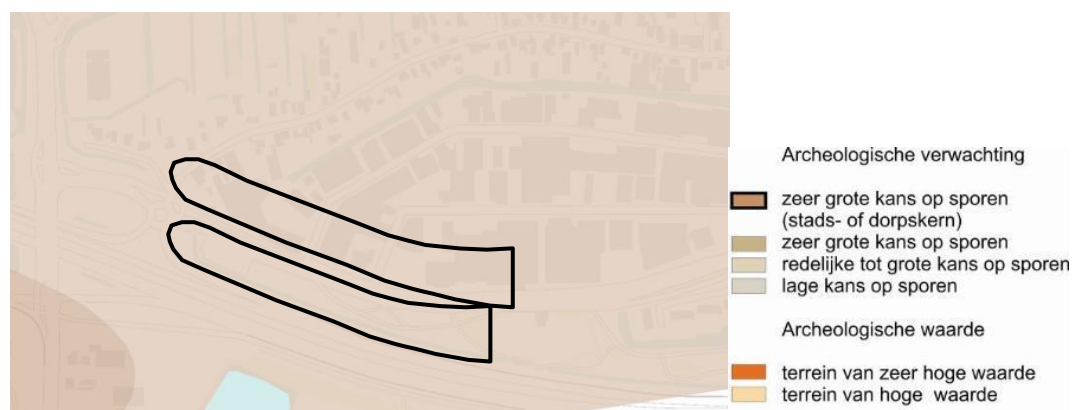 Archeologische verwachting
zeer grote kans op sporen
(stads- of dorpskern)
zeer grote kans op sporen
redelijke tot grote kans op sporen
lage kans op sporen
Archeologische waarde
terrein van zeer hoge waarde
terrein van hoge waarde